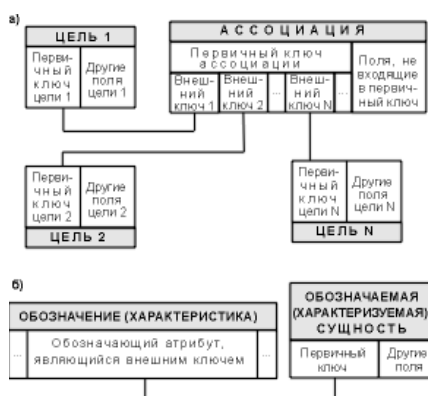 а)
ЦЕЛЬ 1
Перви-
чный
ключ
цели 1
Другие
поля
цели 1
АССОЦИАЦИЯ
Первичный ключ
ассоциации
Внеш-
ний
ключ 1
Внеш-
ний
ключ 2
...
Внеш-
ний
ключ N
...
Поля, не
входящие
в первич-
ный ключ
Перви-
чный
ключ
цели 2
Другие
поля
цели 2
ЦЕЛЬ 2
Перви-
чный
ключ
цели N
Другие
поля
цели N
ЦЕЛЬ N
б)
ОБОЗНАЧЕНИЕ (ХАРАКТЕРИСТИКА)
...
Обозначающий атрибут,
являющийся внешним ключем
...
ОБОЗНАЧАЕМАЯ
(ХАРАКТЕРИЗУЕМАЯ)
СУЩНОСТЬ
Первичный
ключ
Другие
поля